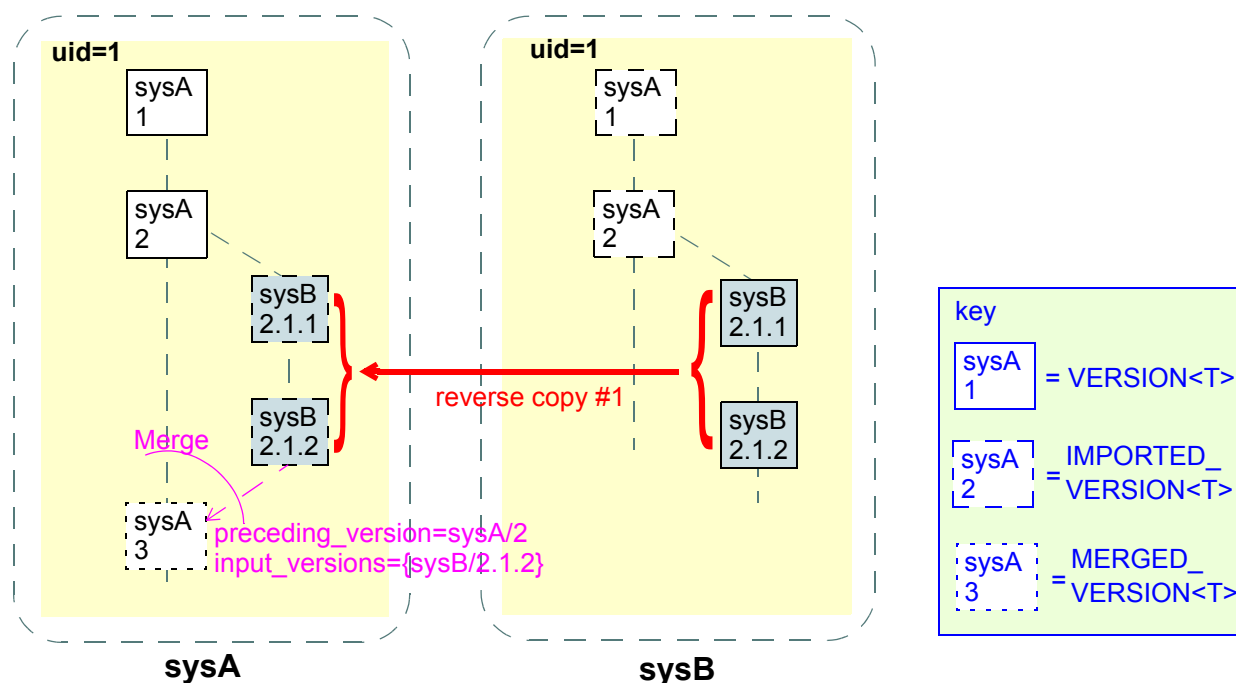 uid=1
sysA
1
sysA
2
sysB
2.1.1
sysB
2.1.2
Merge
sysA
3
preceding_version=sysA/2
input_versions={sysB/2.1.2}
sysA
reverse copy #1
uid=1
sysA
1
sysA
2
sysB
2.1.1
sysB
2.1.2
sysB
key
sysA
1
= VERSION<T>
sysA
2
= IMPORTED_
VERSION<T>
sysA
3
= MERGED_
VERSION<T>